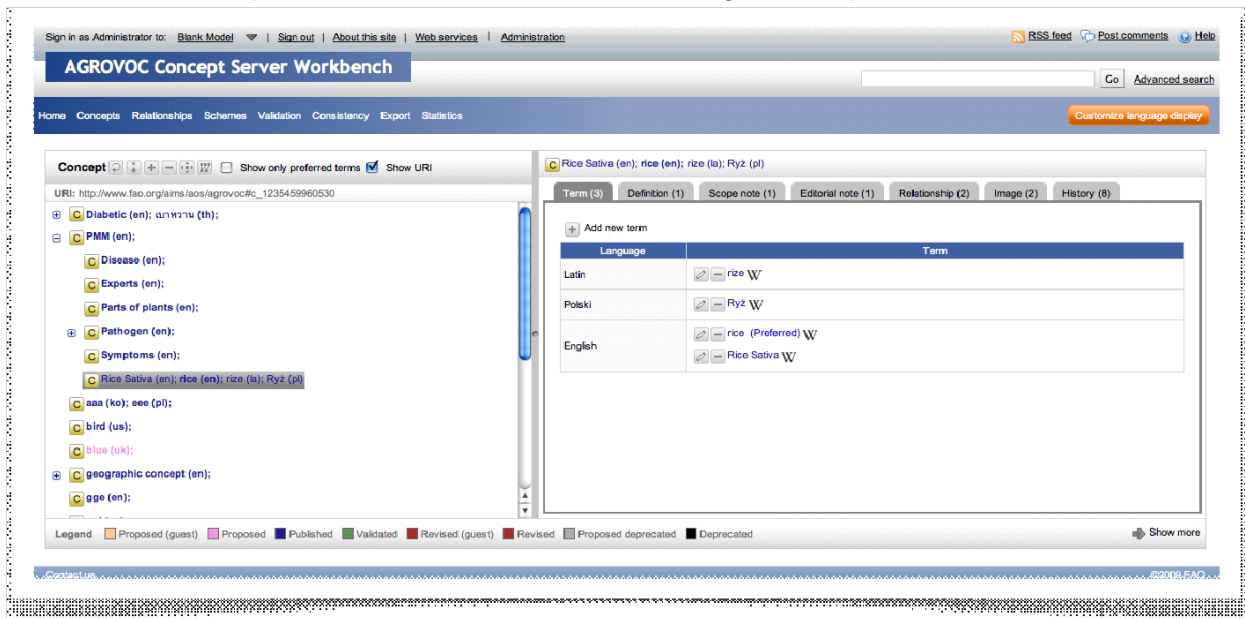 Sign in as Administrator to: Blank Model | Sign out | About this site | Web services | Administration
RSS feed Post comments Help
AGROVOC Concept Server Workbench
Go Advanced search
Home Concepts Relationships Schemes Validation Consistency Export Statistics
Customize language display
Concept Show only preferred terms Show URI
URI: http://www.fao.org/aims/aos/agrovoc#c_1235459960530
C Diabetic (en); เบาหวาน (th);
C PMM (en);
C Disease (en);
C Experts (en);
C Parts of plants (en);
C Pathogen (en);
C Symptoms (en);
C Rice Sativa (en); rice (en); rize (la); Ryż (pl)
C aaa (ko); eee (pl);
C bird (us);
C blue (uk);
C geographic concept (en);
C gge (en);
C Rice Sativa (en); rice (en); rize (la); Ryż (pl)
Term (3) Definition (1) Scope note (1) Editorial note (1) Relationship (2) Image (2) History (8)
Add new term
Language Term
Latin rize W
Polski Ryż W
English rice (Preferred) W
Rice Sativa W
Legend Proposed (guest) Proposed Published Validated Revised (guest) Revised Proposed deprecated Deprecated
Show more
Contact us
©2008 FAO